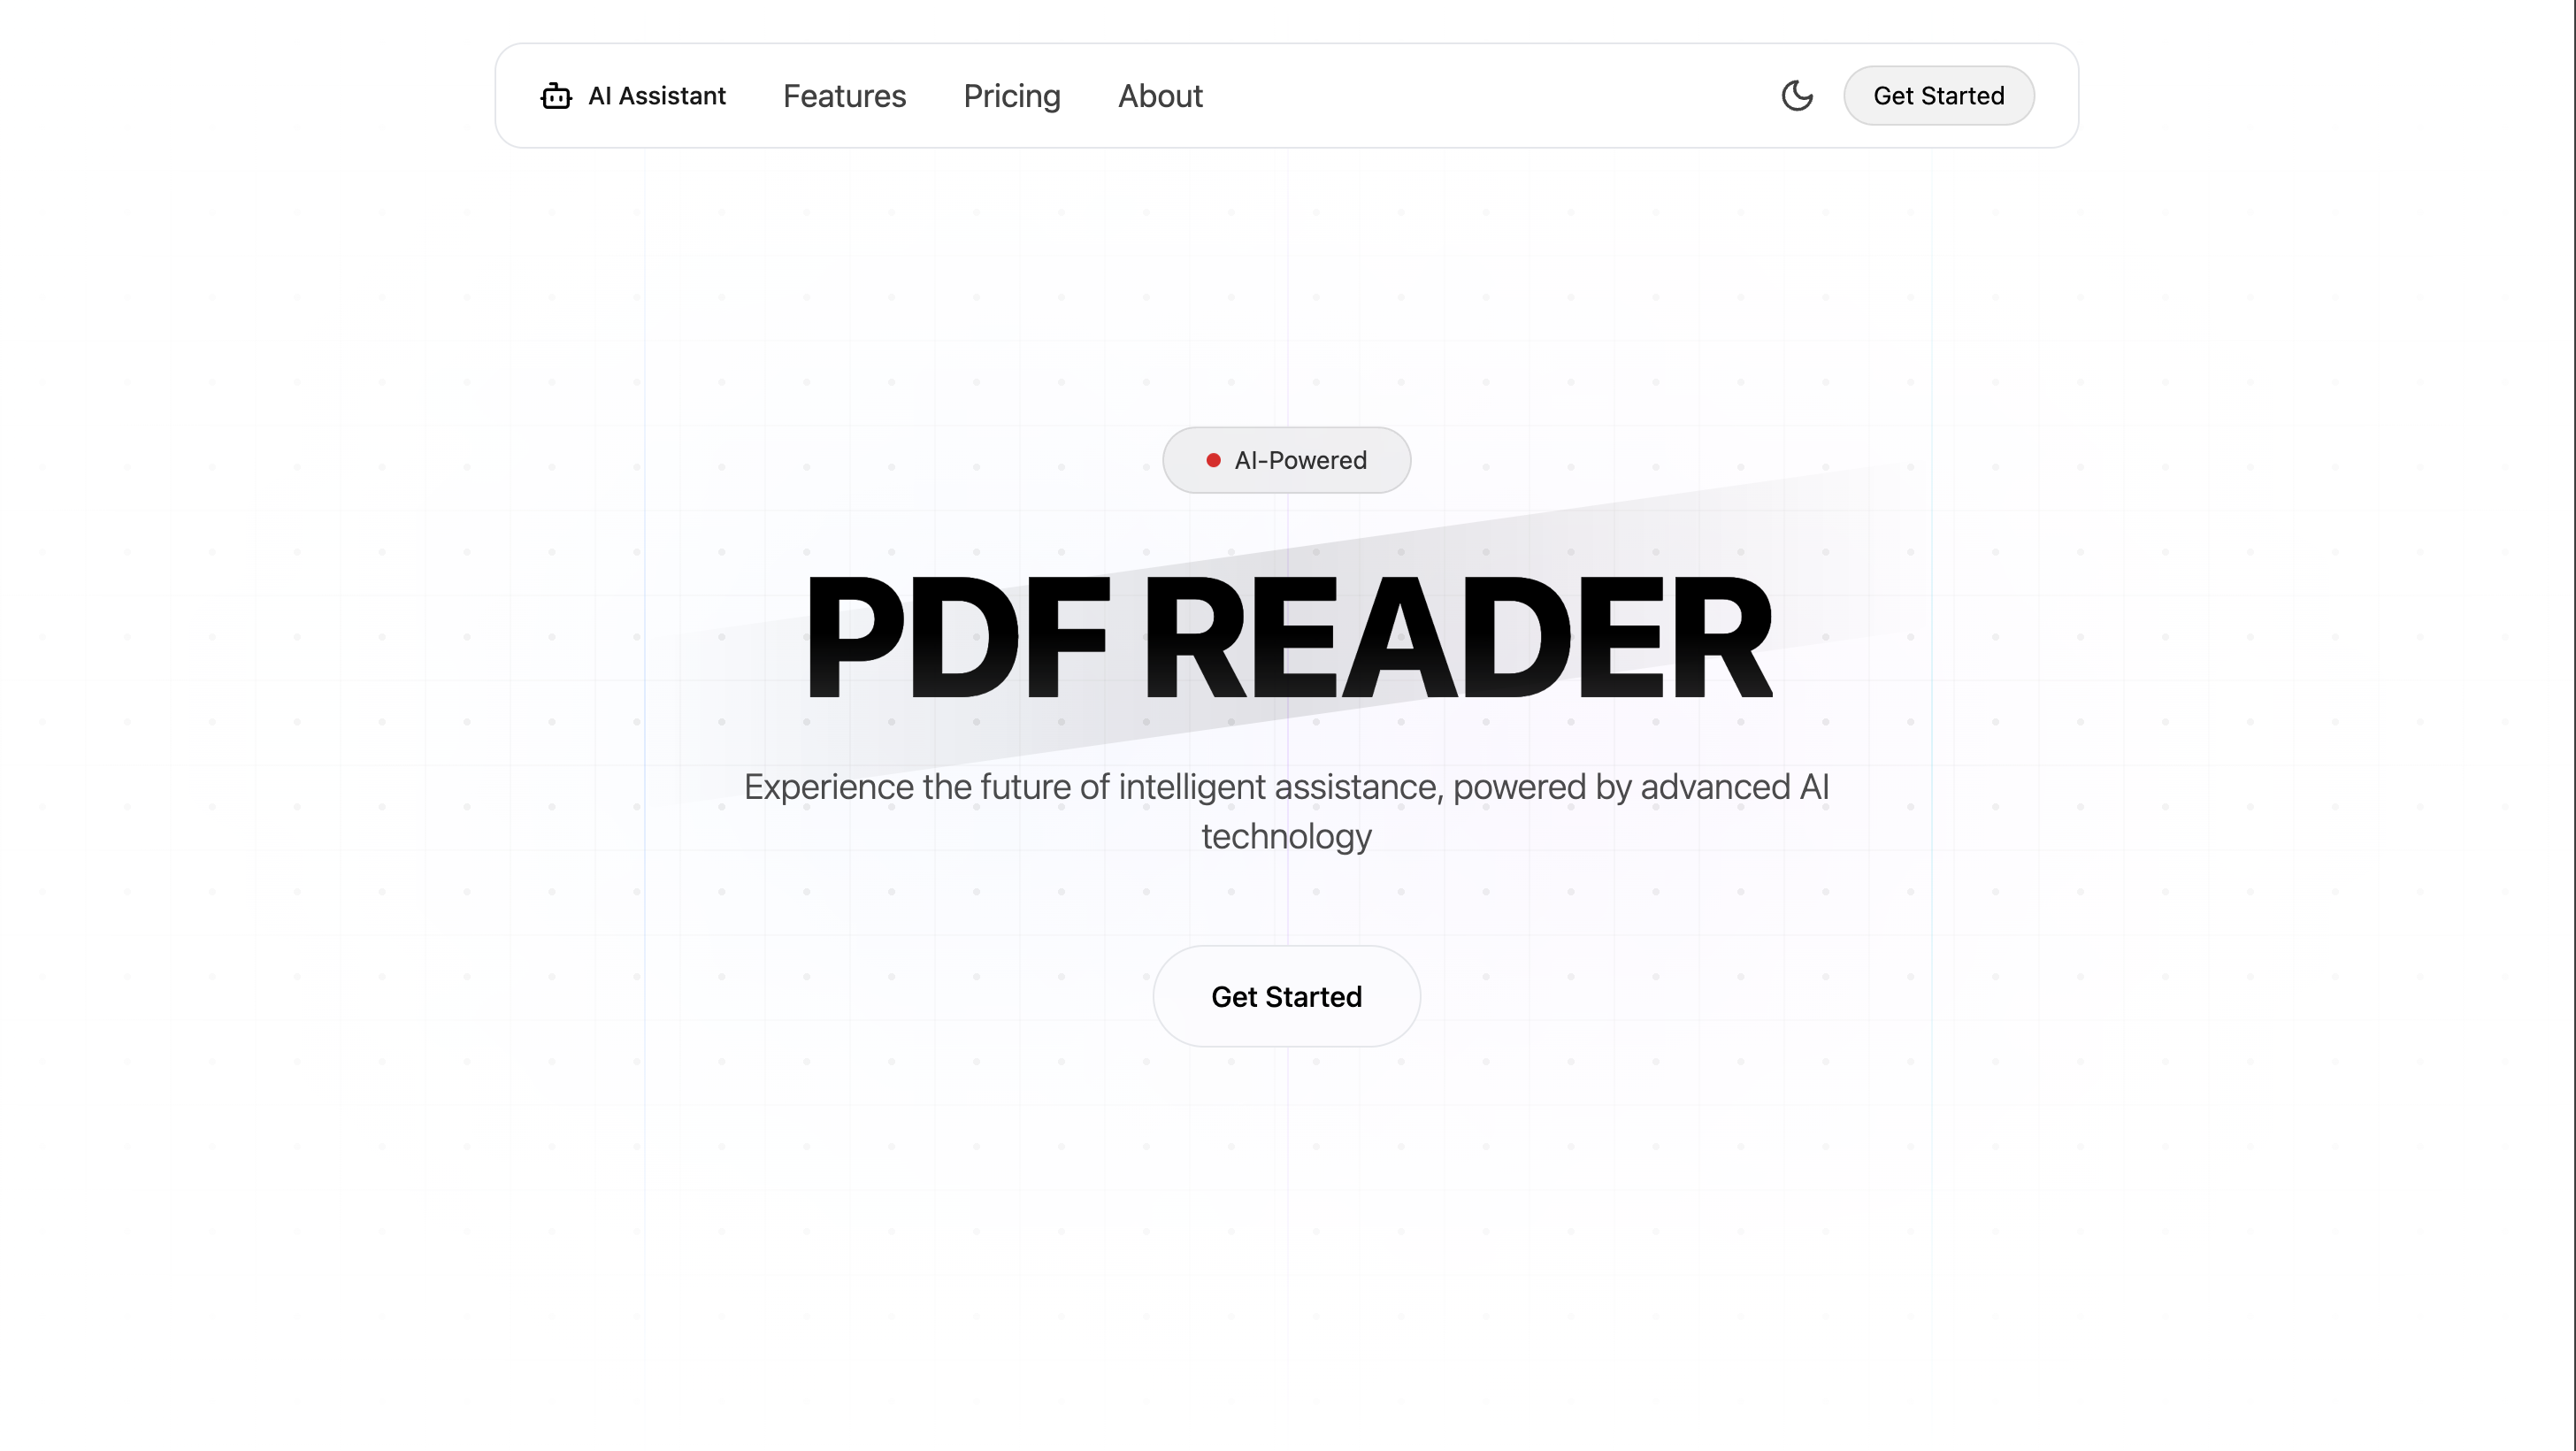 AI Assistant Features Pricing About Get Started
AI-Powered
PDF READER
Experience the future of intelligent assistance, powered by advanced AI
technology
Get Started